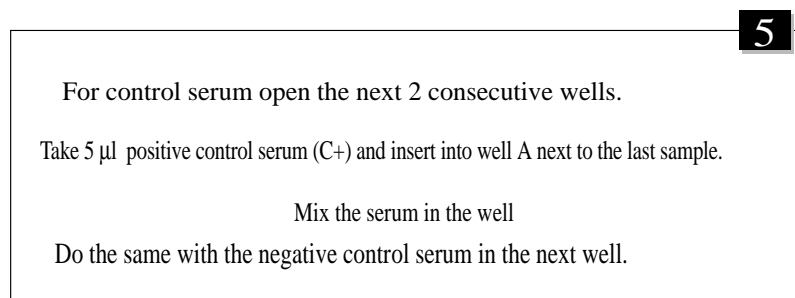 5
For control serum open the next 2 consecutive wells.
Take 5 µl positive control serum (C+) and insert into well A next to the last sample.
Mix the serum in the well
Do the same with the negative control serum in the next well.